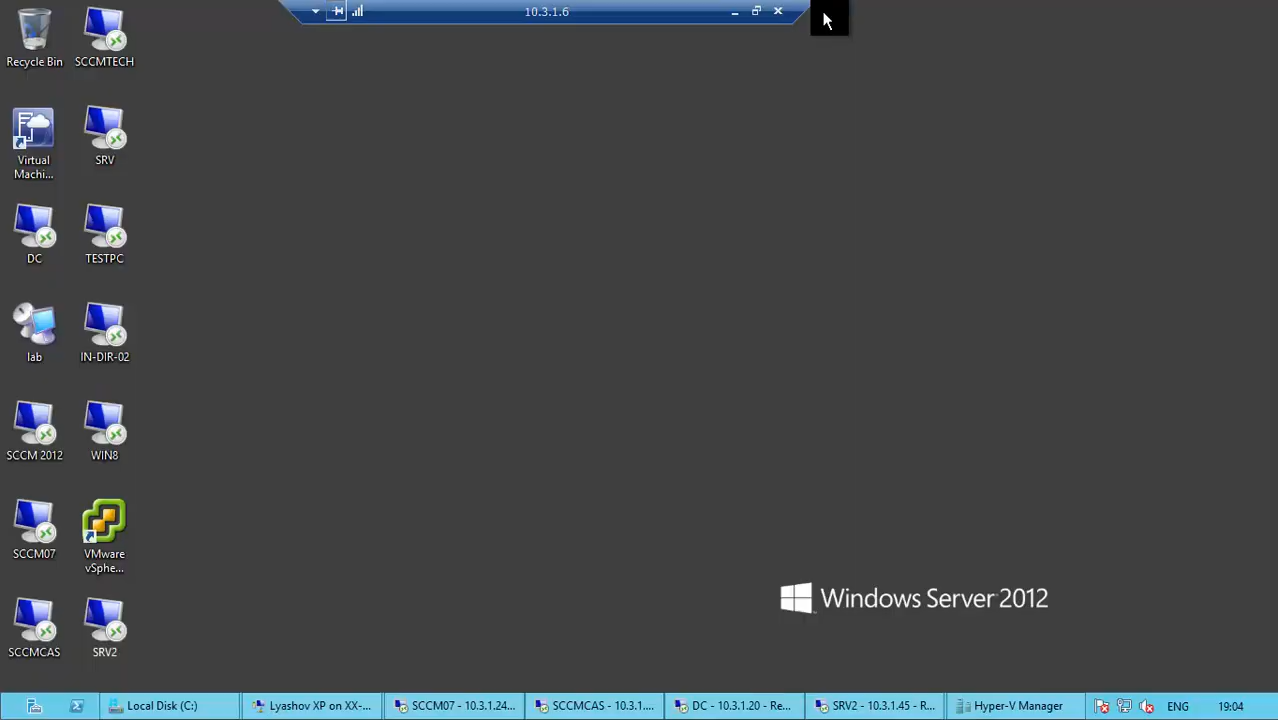 10.3.1.6
Recycle Bin
SCCMTECH
Virtual
Machi...
SRV
DC
TESTPC
lab
IN-DIR-02
SCCM 2012
WIN8
SCCM07
VMware
vSphe...
SCCMCAS
SRV2
Windows Server 2012
Local Disk (C:)
Lyashov XP on XX-...
SCCM07 - 10.3.1.24...
SCCMCAS - 10.3.1....
DC - 10.3.1.20 - Re...
SRV2 - 10.3.1.45 - R...
Hyper-V Manager
ENG
19:04